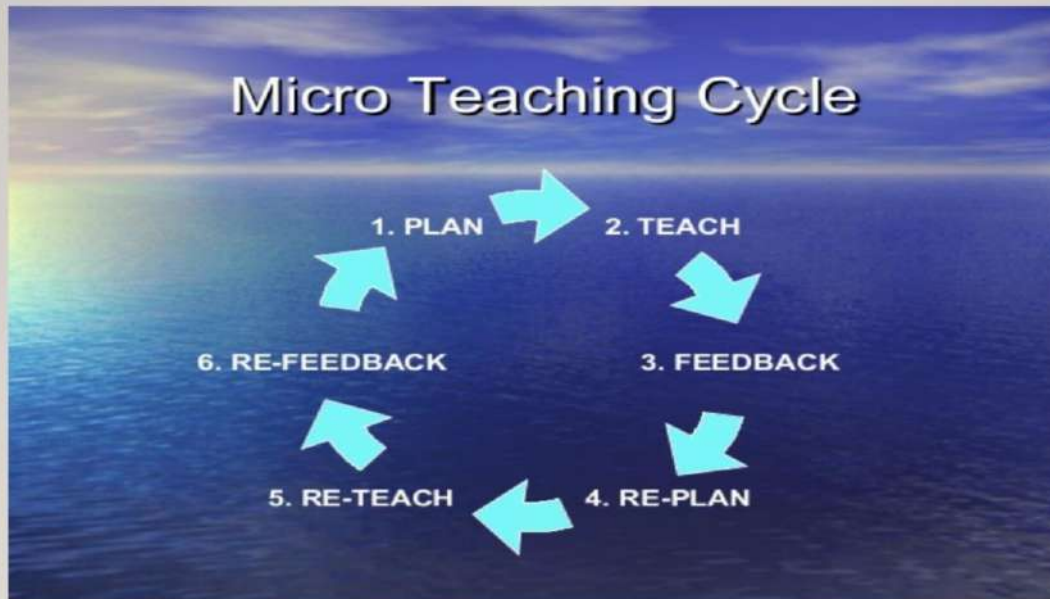 Micro Teaching Cycle
1. PLAN
2. TEACH
3. FEEDBACK
4. RE-PLAN
5. RE-TEACH
6. RE-FEEDBACK